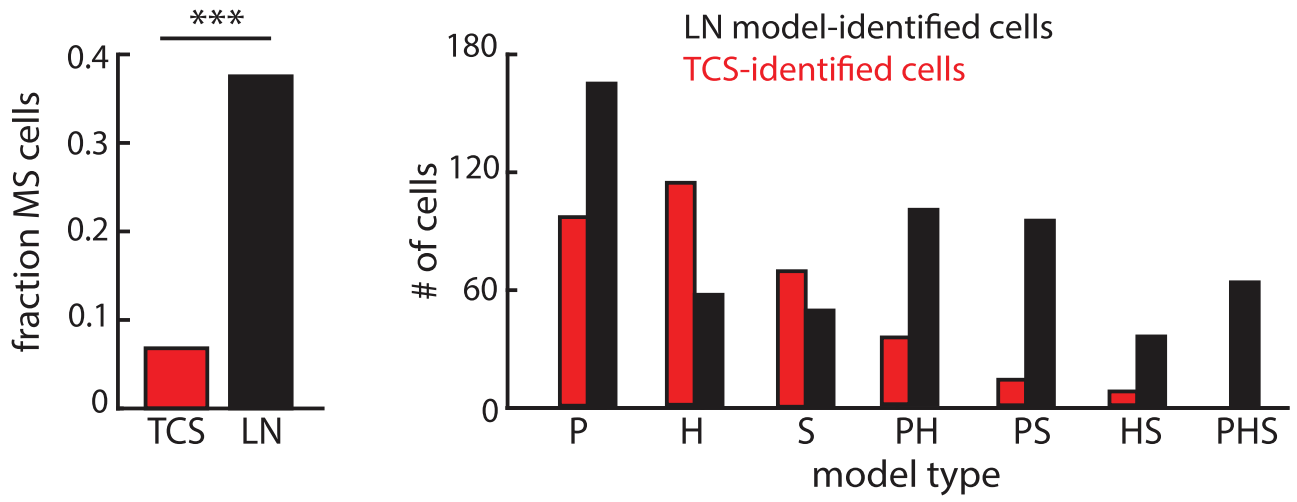 ***
fraction MS cells
0.4
0.3
0.2
0.1
0
TCS LN
LN model-identified cells
TCS-identified cells
# of cells
180
120
60
0
P H S PH PS HS PHS
model type